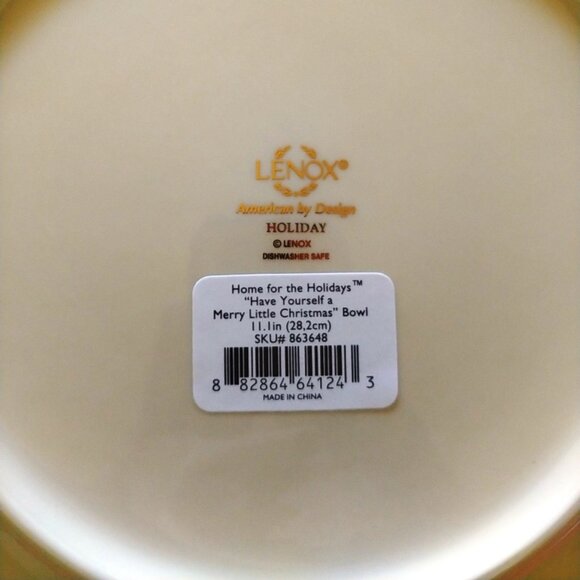 LENOX®
American by Design
HOLIDAY
© LENOX
DISHWASHER SAFE
Home for the Holidays™
"Have Yourself a
Merry Little Christmas" Bowl
11.1in (28,2cm)
SKU# 863648
8 82864 64124 3
MADE IN CHINA